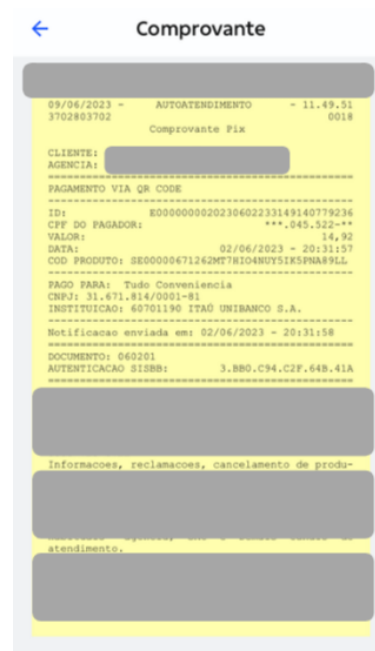 Comprovante
09/06/2023 - AUTOATENDIMENTO - 11.49.51
3702803702 0018
Comprovante Pix
CLIENTE:
AGENCIA:
================================================
PAGAMENTO VIA QR CODE
------------------------------------------------
ID: E0000000020230602233149140779236
CPF DO PAGADOR: ***.045.522-**
VALOR: 14,92
DATA: 02/06/2023 - 20:31:57
COD PRODUTO: SE00000671262MT7HIO4NUY5IK5PNA89LL
------------------------------------------------
PAGO PARA: Tudo Conveniencia
CNPJ: 31.671.814/0001-81
INSTITUICAO: 60701190 ITAÚ UNIBANCO S.A.
------------------------------------------------
Notificacao enviada em: 02/06/2023 - 20:31:58
================================================
DOCUMENTO: 060201
AUTENTICACAO SISBB: 3.BB0.C94.C2F.64B.41A
================================================
Informacoes, reclamacoes, cancelamento de produ-
atendimento.